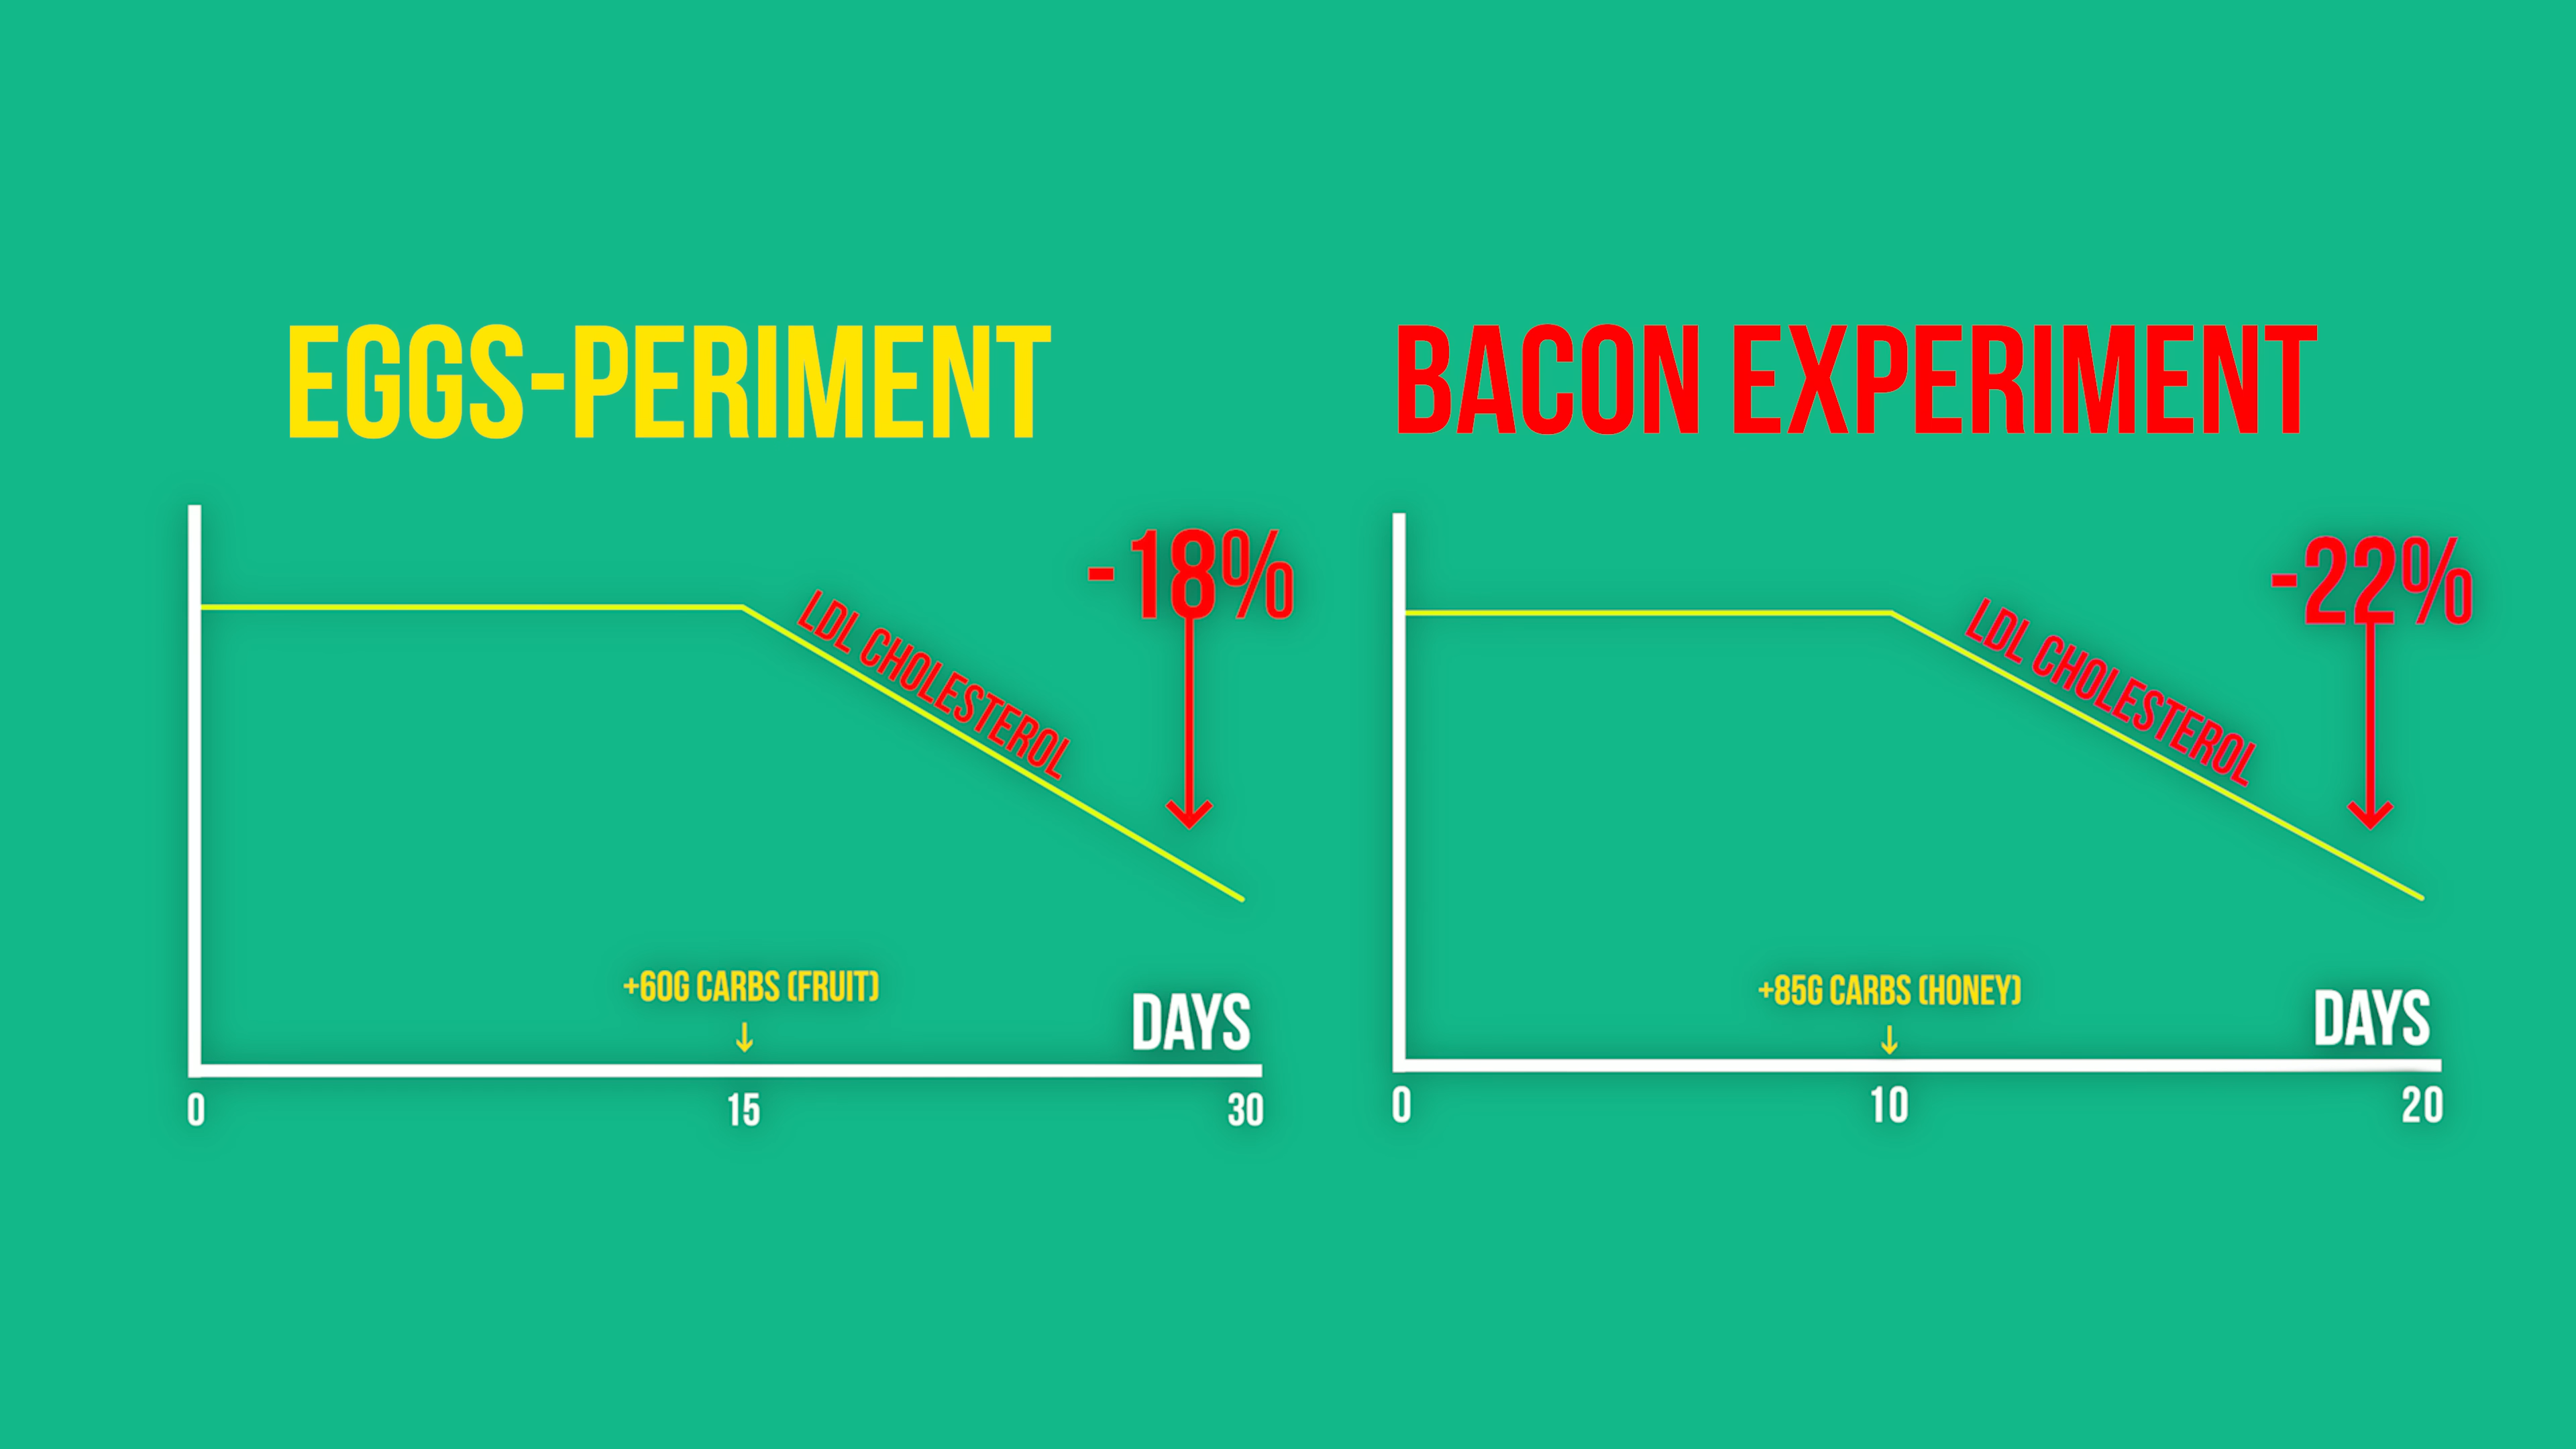 EGGS-PERIMENT
-18%
LDL CHOLESTEROL
+60G CARBS (FRUIT)
↓
DAYS
0 15 30
BACON EXPERIMENT
-22%
LDL CHOLESTEROL
+85G CARBS (HONEY)
↓
DAYS
0 10 20